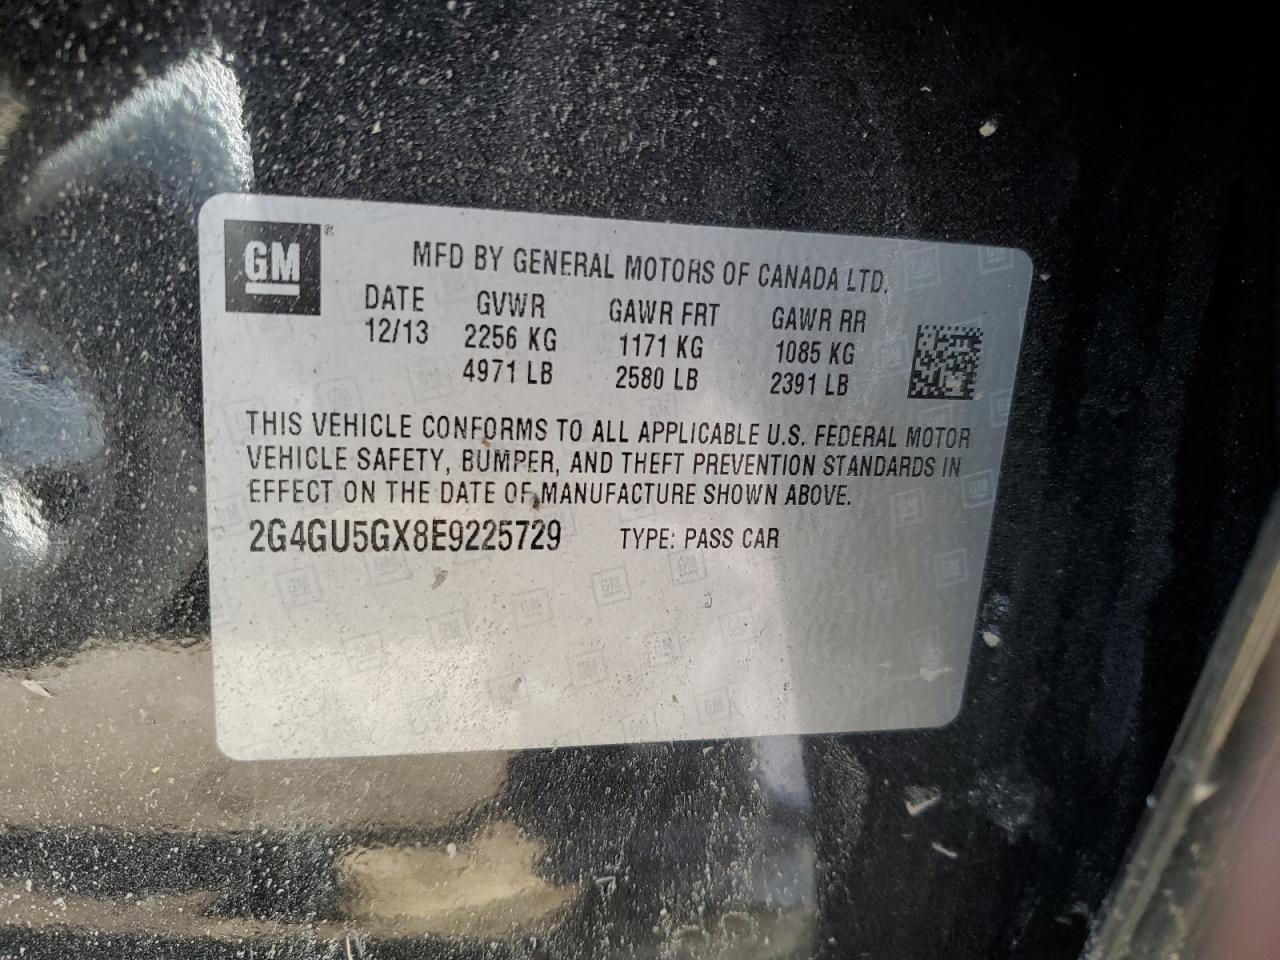 GM®
MFD BY GENERAL MOTORS OF CANADA LTD.
DATE GVWR GAWR FRT GAWR RR
12/13 2256 KG 1171 KG 1085 KG
4971 LB 2580 LB 2391 LB
THIS VEHICLE CONFORMS TO ALL APPLICABLE U.S. FEDERAL MOTOR
VEHICLE SAFETY, BUMPER, AND THEFT PREVENTION STANDARDS IN
EFFECT ON THE DATE OF MANUFACTURE SHOWN ABOVE.
2G4GU5GX8E9225729 TYPE: PASS CAR